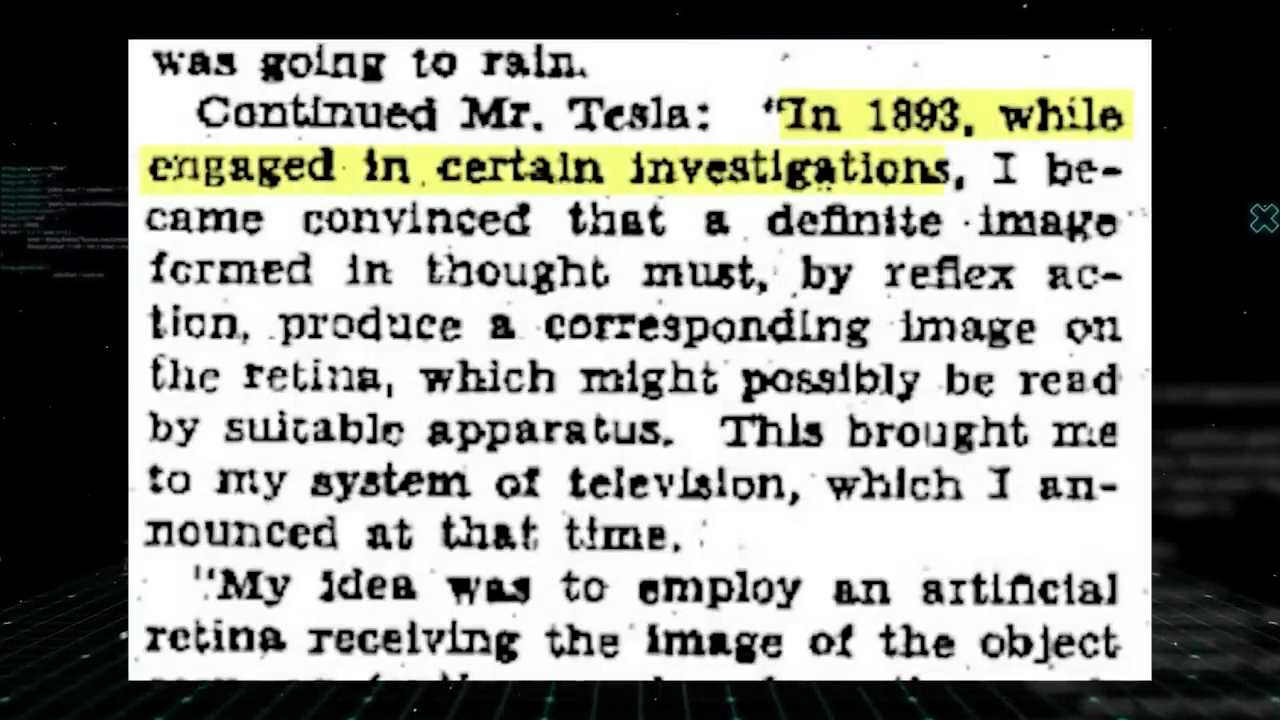 was going to rain.
Continued Mr. Tesla: "In 1893, while
engaged in certain investigations, I be-
came convinced that a definite image
formed in thought must, by reflex ac-
tion, produce a corresponding image on
the retina, which might possibly be read
by suitable apparatus. This brought me
to my system of television, which I an-
nounced at that time.
"My idea was to employ an artificial
retina receiving the image of the object